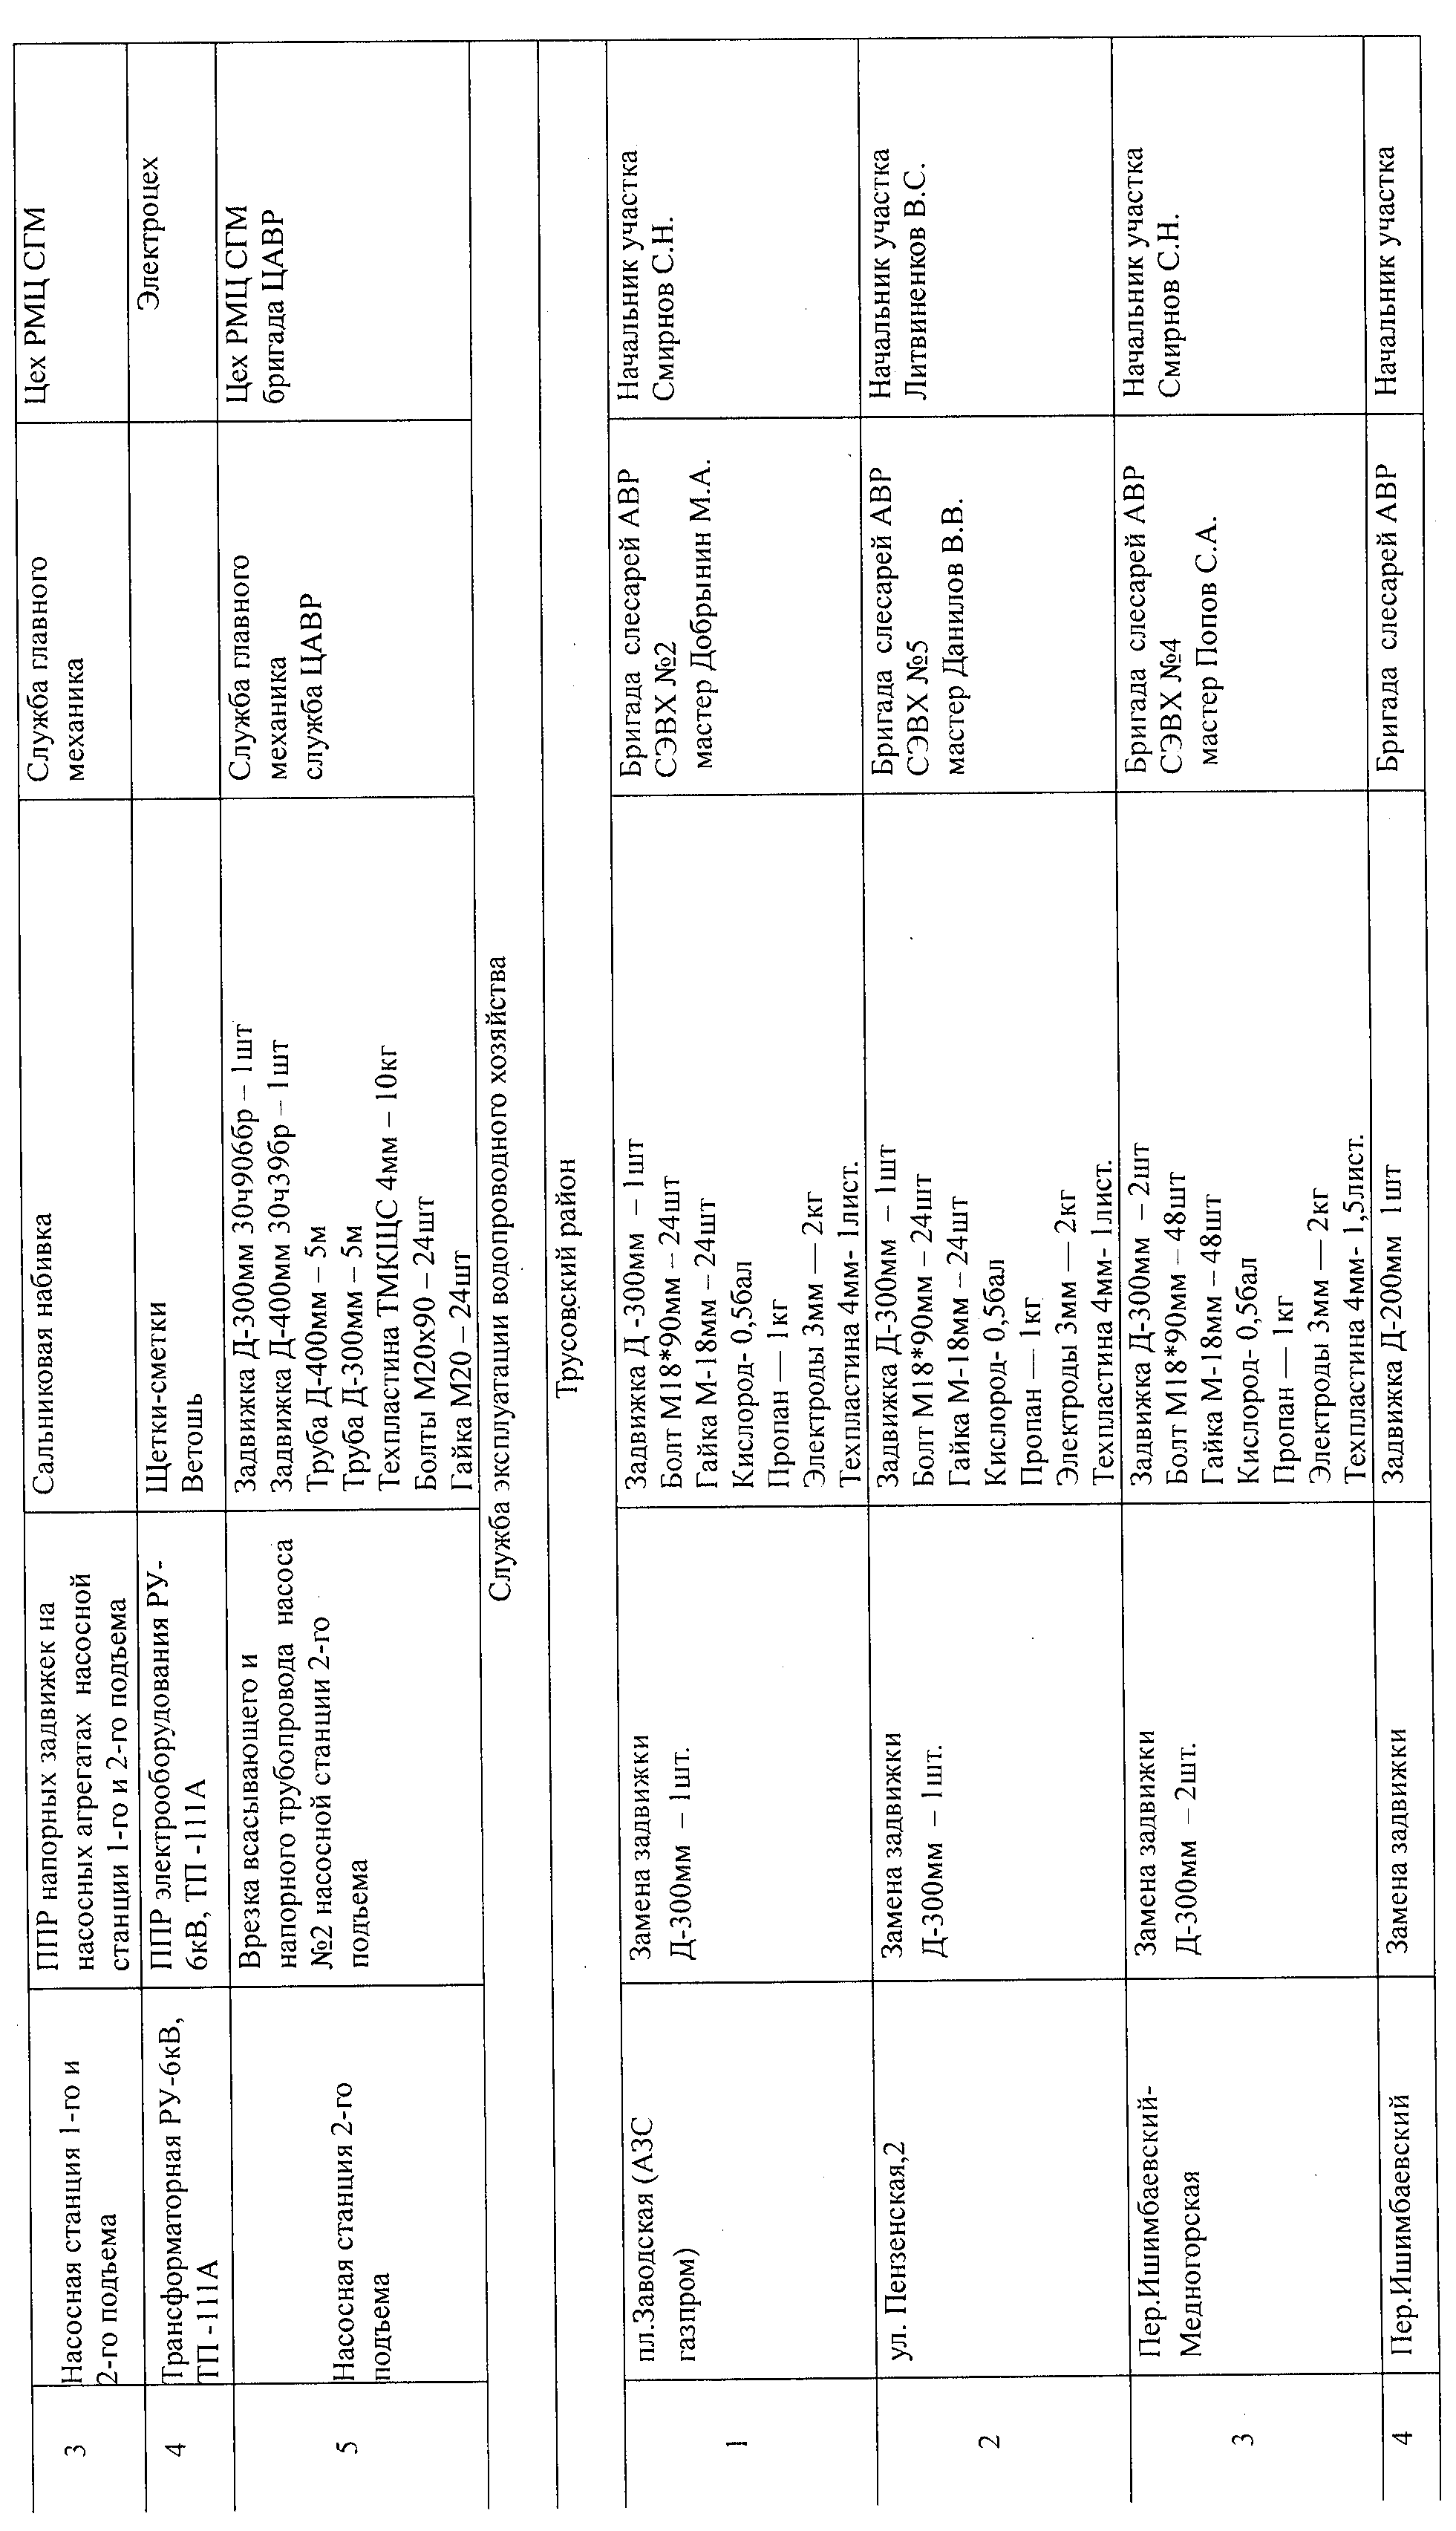 3
Насосная станция 1-го и
2-го подъема
ППР напорных задвижек на
насосных агрегатах насосной
станции 1-го и 2-го подъема
Сальниковая набивка
Служба главного
механика
Цех РМЦ СГМ
4
Трансформаторная РУ-6кВ,
ТП -111А
ППР электрооборудования РУ-
6кВ, ТП -111А
Щетки-сметки
Ветошь
Электроцех
5
Насосная станция 2-го
подъема
Врезка всасывающего и
напорного трубопровода насоса
№2 насосной станции 2-го
подъема
Задвижка Д-300мм 30ч906бр – 1шт
Задвижка Д-400мм 30ч39бр – 1шт
Труба Д-400мм – 5м
Труба Д-300мм – 5м
Техпластина ТМКЩС 4мм – 10кг
Болты М20х90 – 24шт
Гайка М20 – 24шт
Служба главного
механика
служба ЦАВР
Цех РМЦ СГМ
бригада ЦАВР
Служба эксплуатации водопроводного хозяйства
Трусовский район
1
пл.Заводская (АЗС
газпром)
Замена задвижки
Д-300мм – 1шт.
Задвижка Д -300мм – 1шт
Болт М18*90мм – 24шт
Гайка М-18мм – 24шт
Кислород- 0,5бал
Пропан — 1кг
Электроды 3мм — 2кг
Техпластина 4мм- 1лист.
Бригада слесарей АВР
СЭВХ №2
мастер Добрынин М.А.
Начальник участка
Смирнов С.Н.
2
ул. Пензенская,2
Замена задвижки
Д-300мм – 1шт.
Задвижка Д-300мм – 1шт
Болт М18*90мм – 24шт
Гайка М-18мм – 24шт
Кислород- 0,5бал
Пропан — 1кг
Электроды 3мм — 2кг
Техпластина 4мм- 1лист.
Бригада слесарей АВР
СЭВХ №5
мастер Данилов В.В.
Начальник участка
Литвиненков В.С.
3
Пер.Ишимбаевский-
Медногорская
Замена задвижки
Д-300мм – 2шт.
Задвижка Д-300мм – 2шт
Болт М18*90мм – 48шт
Гайка М-18мм – 48шт
Кислород- 0,5бал
Пропан — 1кг
Электроды 3мм — 2кг
Техпластина 4мм- 1,5лист.
Бригада слесарей АВР
СЭВХ №4
мастер Попов С.А.
Начальник участка
Смирнов С.Н.
4
Пер.Ишимбаевский
Замена задвижки
Задвижка Д-200мм 1шт
Бригада слесарей АВР
Начальник участка